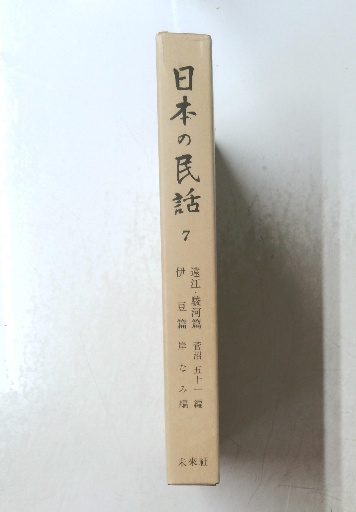 日本の民話
7
遠江・駿河篇 菅沼五十一編
伊豆篇 岸なみ編
未來社